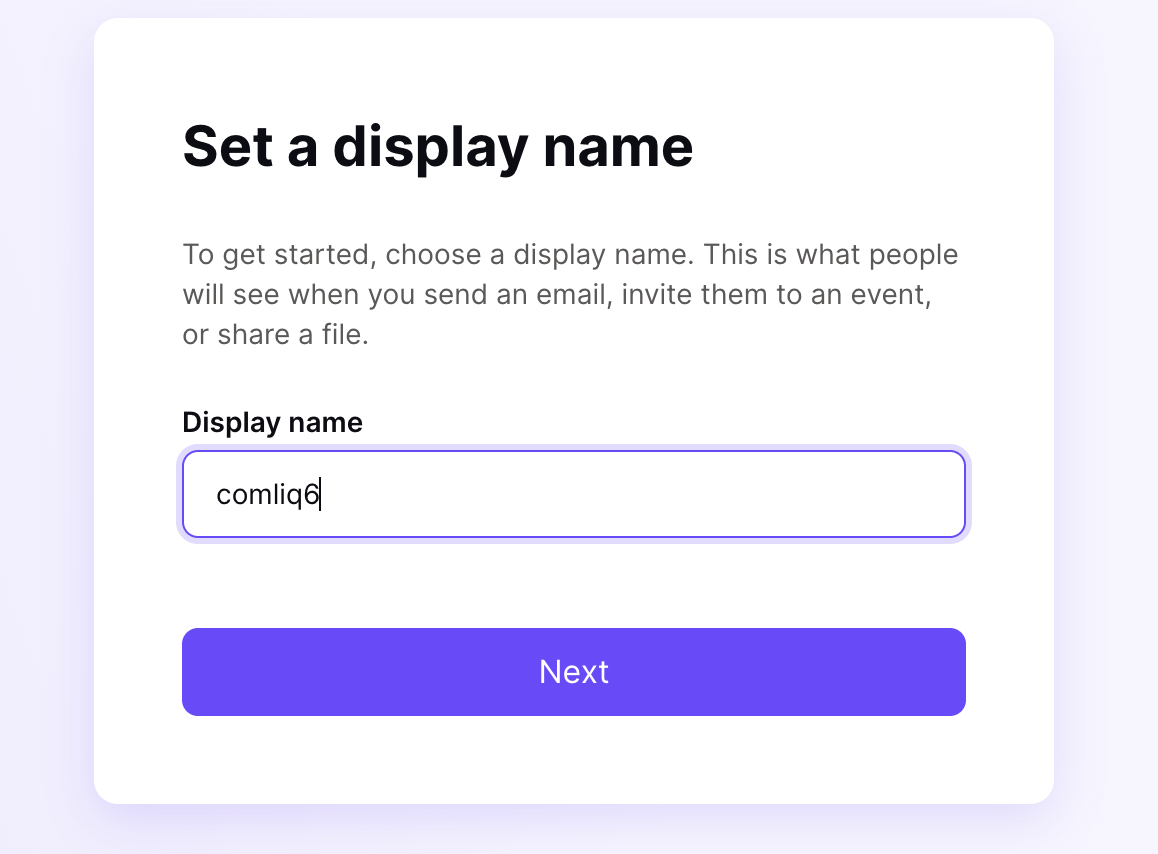 Set a display name
To get started, choose a display name. This is what people
will see when you send an email, invite them to an event,
or share a file.
Display name
comliq6
Next